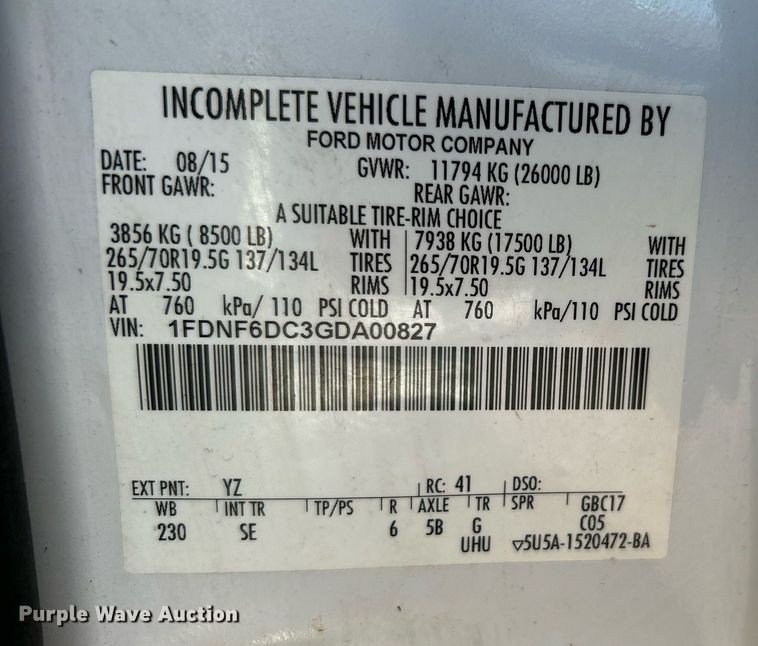 INCOMPLETE VEHICLE MANUFACTURED BY
FORD MOTOR COMPANY
DATE: 08/15 GVWR: 11794 KG (26000 LB)
FRONT GAWR: REAR GAWR:
A SUITABLE TIRE-RIM CHOICE
3856 KG ( 8500 LB) WITH 7938 KG (17500 LB) WITH
265/70R19.5G 137/134L TIRES 265/70R19.5G 137/134L TIRES
19.5x7.50 RIMS 19.5x7.50 RIMS
AT 760 kPa/ 110 PSI COLD AT 760 kPa/110 PSI COLD
VIN: 1FDNF6DC3GDA00827
EXT PNT: YZ RC: 41 DSO:
WB INT TR TP/PS R AXLE TR SPR GBC17
230 SE 6 5B G C05
UHU ▿5U5A-1520472-BA
Purple Wave Auction